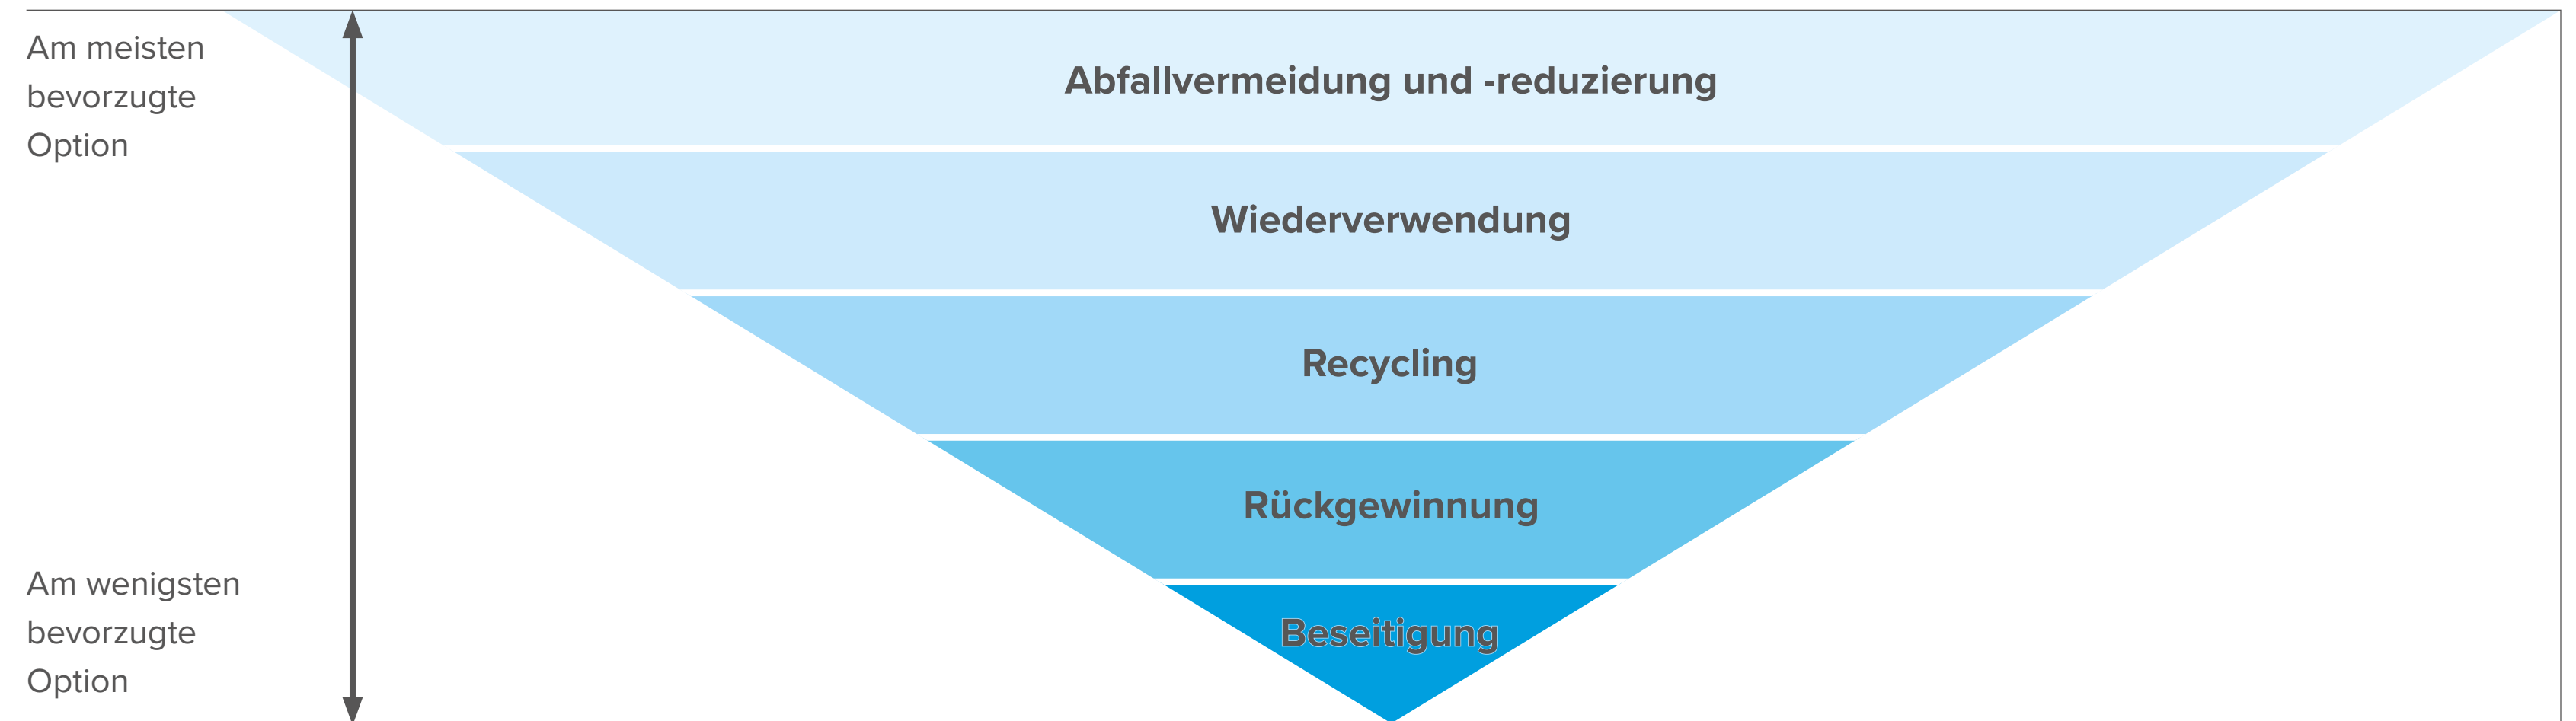 Am meisten
bevorzugte
Option
Abfallvermeidung und -reduzierung
Wiederverwendung
Recycling
Rückgewinnung
Am wenigsten
bevorzugte
Option
Beseitigung